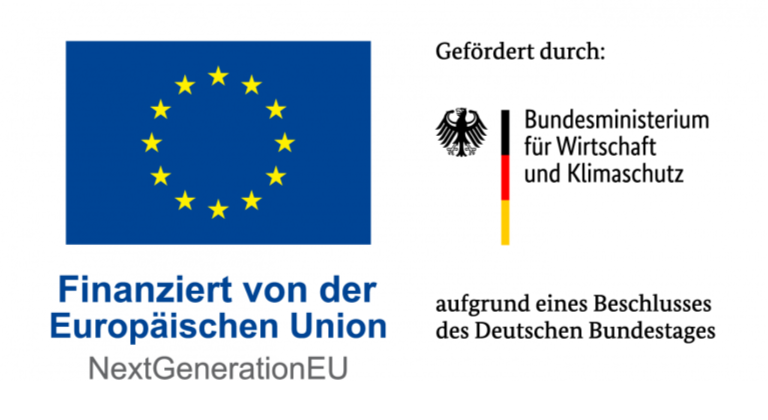 Finanziert von der
Europäischen Union
NextGenerationEU
Gefördert durch:
Bundesministerium
für Wirtschaft
und Klimaschutz
aufgrund eines Beschlusses
des Deutschen Bundestages